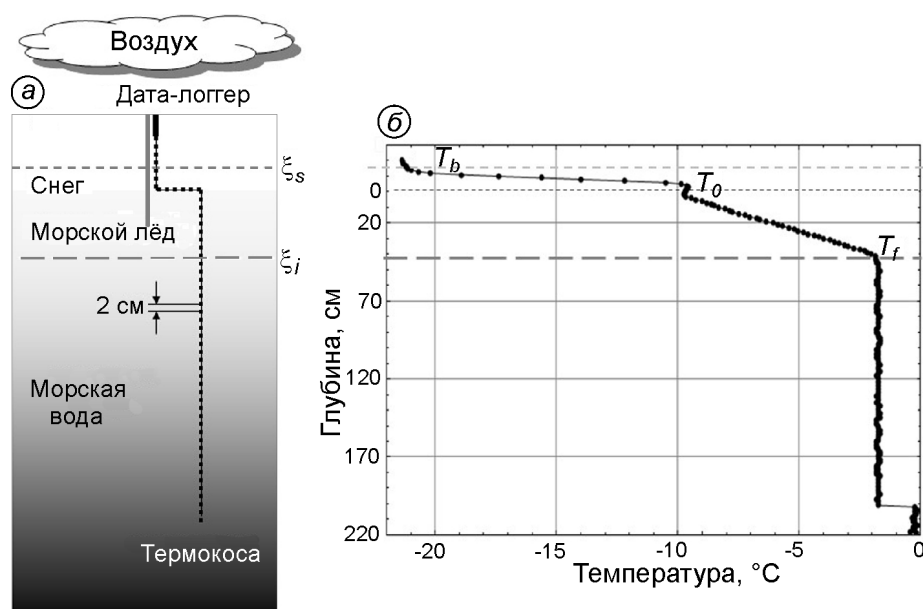 Воздух
а
Дата-логгер
ξs
Снег
Морской лёд
ξi
2 см
Морская
вода
Термокоса
б
Tb
T0
Tf
0
20
70
120
170
220
Глубина, см
-20
-15
-10
-5
0
Температура, °C